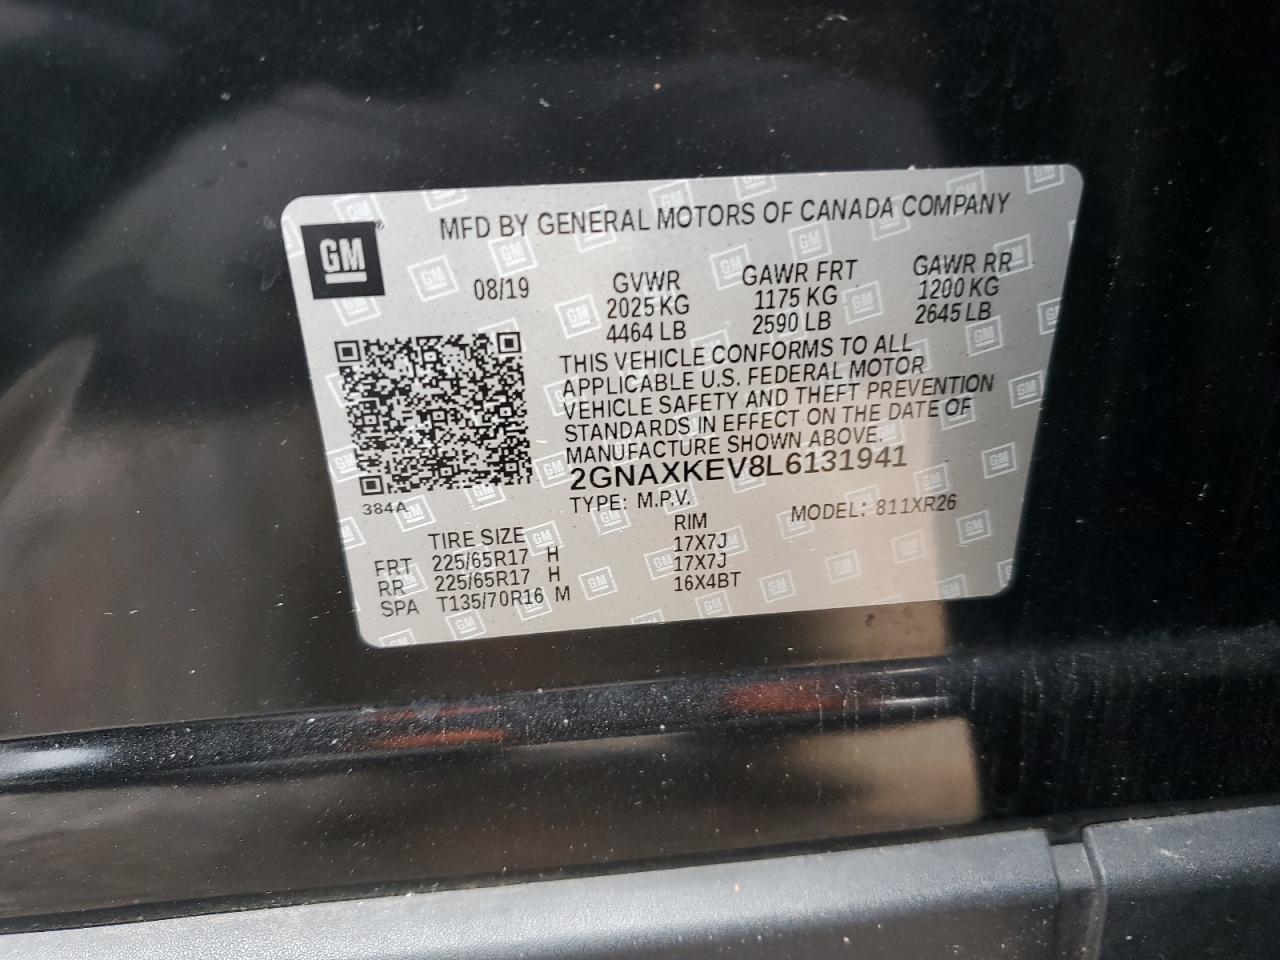 GM
MFD BY GENERAL MOTORS OF CANADA COMPANY
08/19
GVWR GAWR FRT GAWR RR
2025 KG 1175 KG 1200 KG
4464 LB 2590 LB 2645 LB
THIS VEHICLE CONFORMS TO ALL
APPLICABLE U.S. FEDERAL MOTOR
VEHICLE SAFETY AND THEFT PREVENTION
STANDARDS IN EFFECT ON THE DATE OF
MANUFACTURE SHOWN ABOVE.
2GNAXKEV8L6131941
384A
TYPE: M.P.V. MODEL: 811XR26
TIRE SIZE RIM
FRT 225/65R17 H 17X7J
RR 225/65R17 H 17X7J
SPA T135/70R16 M 16X4BT